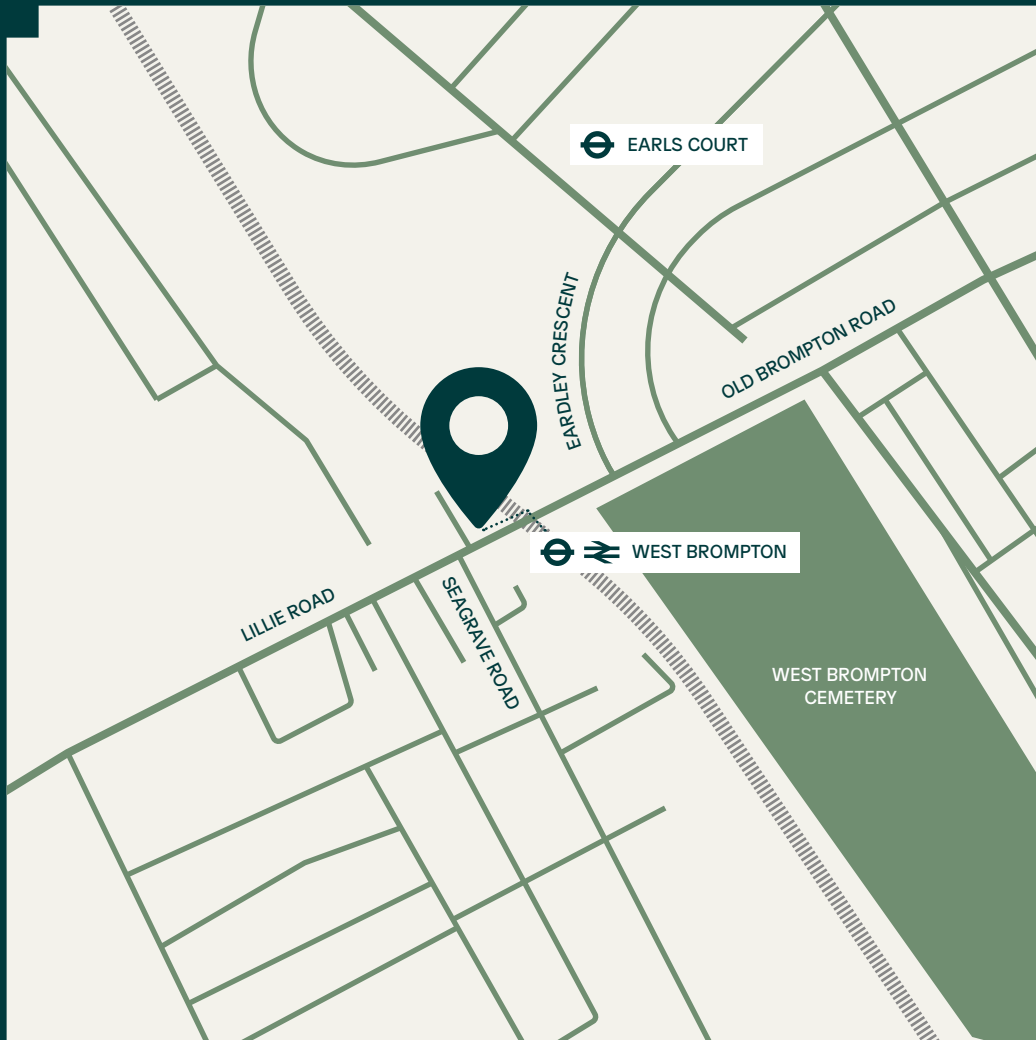 EARLS COURT
EARDLEY CRESCENT
OLD BROMPTON ROAD
WEST BROMPTON
LILLIE ROAD
SEAGRAVE ROAD
WEST BROMPTON
CEMETERY